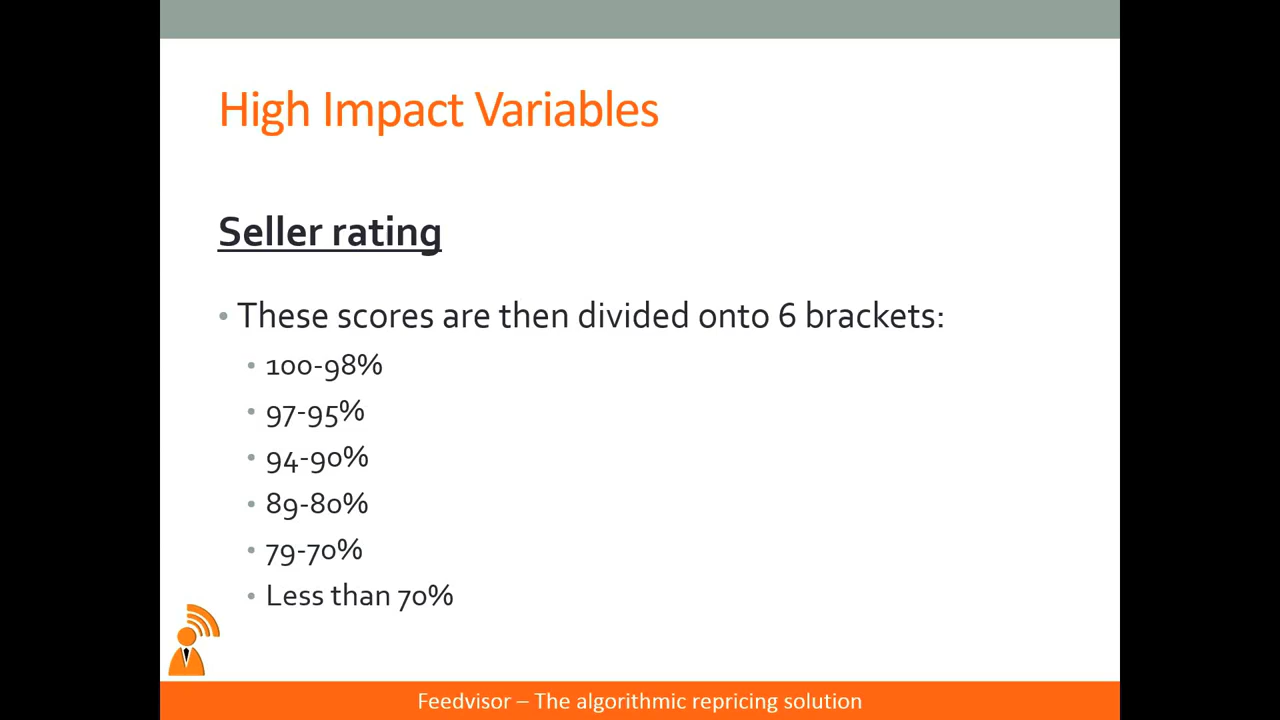 High Impact Variables
Seller rating
• These scores are then divided onto 6 brackets:
• 100-98%
• 97-95%
• 94-90%
• 89-80%
• 79-70%
• Less than 70%
Feedvisor – The algorithmic repricing solution